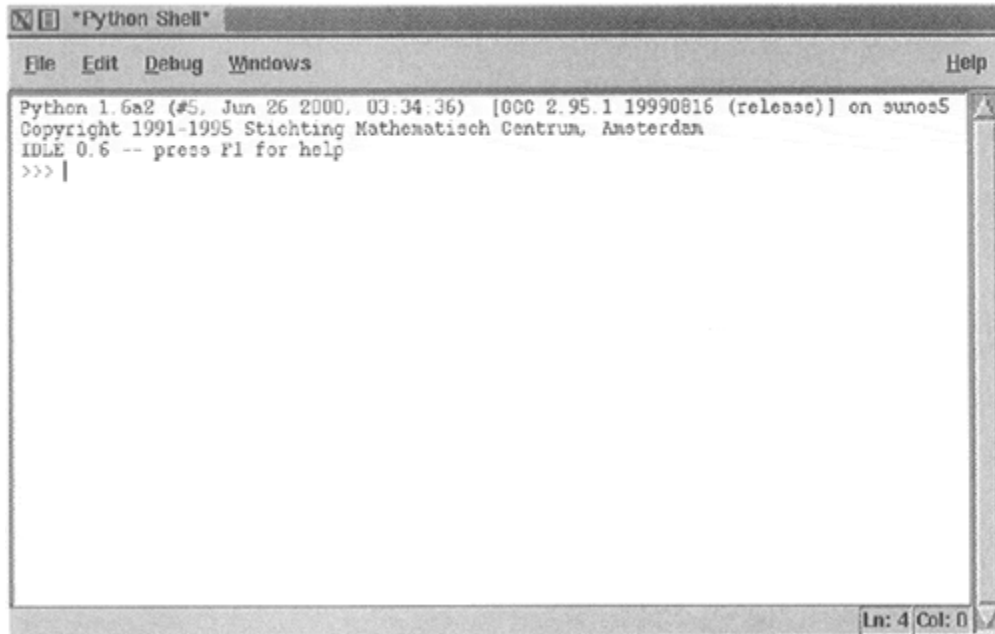 *Python Shell*
File Edit Debug Windows Help
Python 1.6a2 (#5, Jun 26 2000, 03:34:36) [GCC 2.95.1 19990816 (release)] on sunos5
Copyright 1991-1995 Stichting Mathematisch Centrum, Amsterdam
IDLE 0.6 -- press F1 for help
>>>
Ln: 4 Col: 0